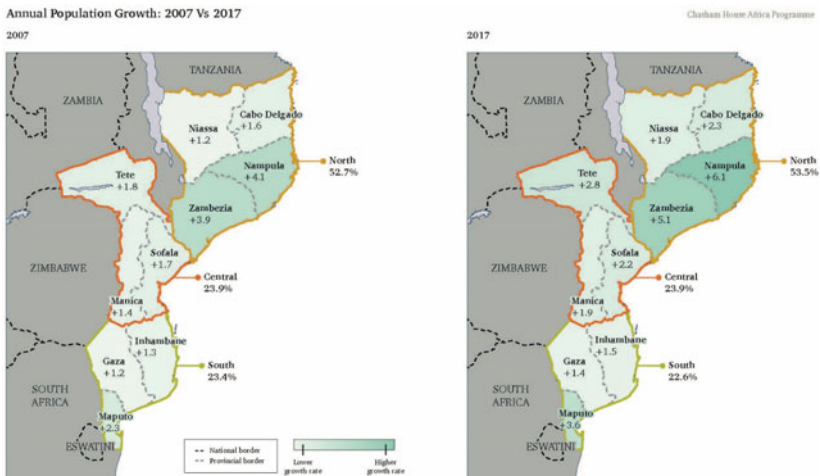 Annual Population Growth: 2007 Vs 2017
Chatham House Africa Programme
2007
TANZANIA
ZAMBIA
Cabo Delgado
+1.6
Niassa
+1.2
Nampula
+4.1
Tete
+1.8
North
52.7%
Zambezia
+3.9
Sofala
+1.7
ZIMBABWE
Central
23.9%
Manica
+1.4
Inhambane
+1.3
Gaza
+1.2
South
23.4%
SOUTH
AFRICA
Maputo
+2.3
ESWATINI
National border
Provincial border
Lower
growth rate
Higher
growth rate
2017
TANZANIA
ZAMBIA
Cabo Delgado
+2.3
Niassa
+1.9
Nampula
+6.1
Tete
+2.8
North
53.5%
Zambezia
+5.1
Sofala
+2.2
ZIMBABWE
Central
23.9%
Manica
+1.9
Inhambane
+1.5
Gaza
+1.4
South
22.6%
SOUTH
AFRICA
Maputo
+3.6
ESWATINI